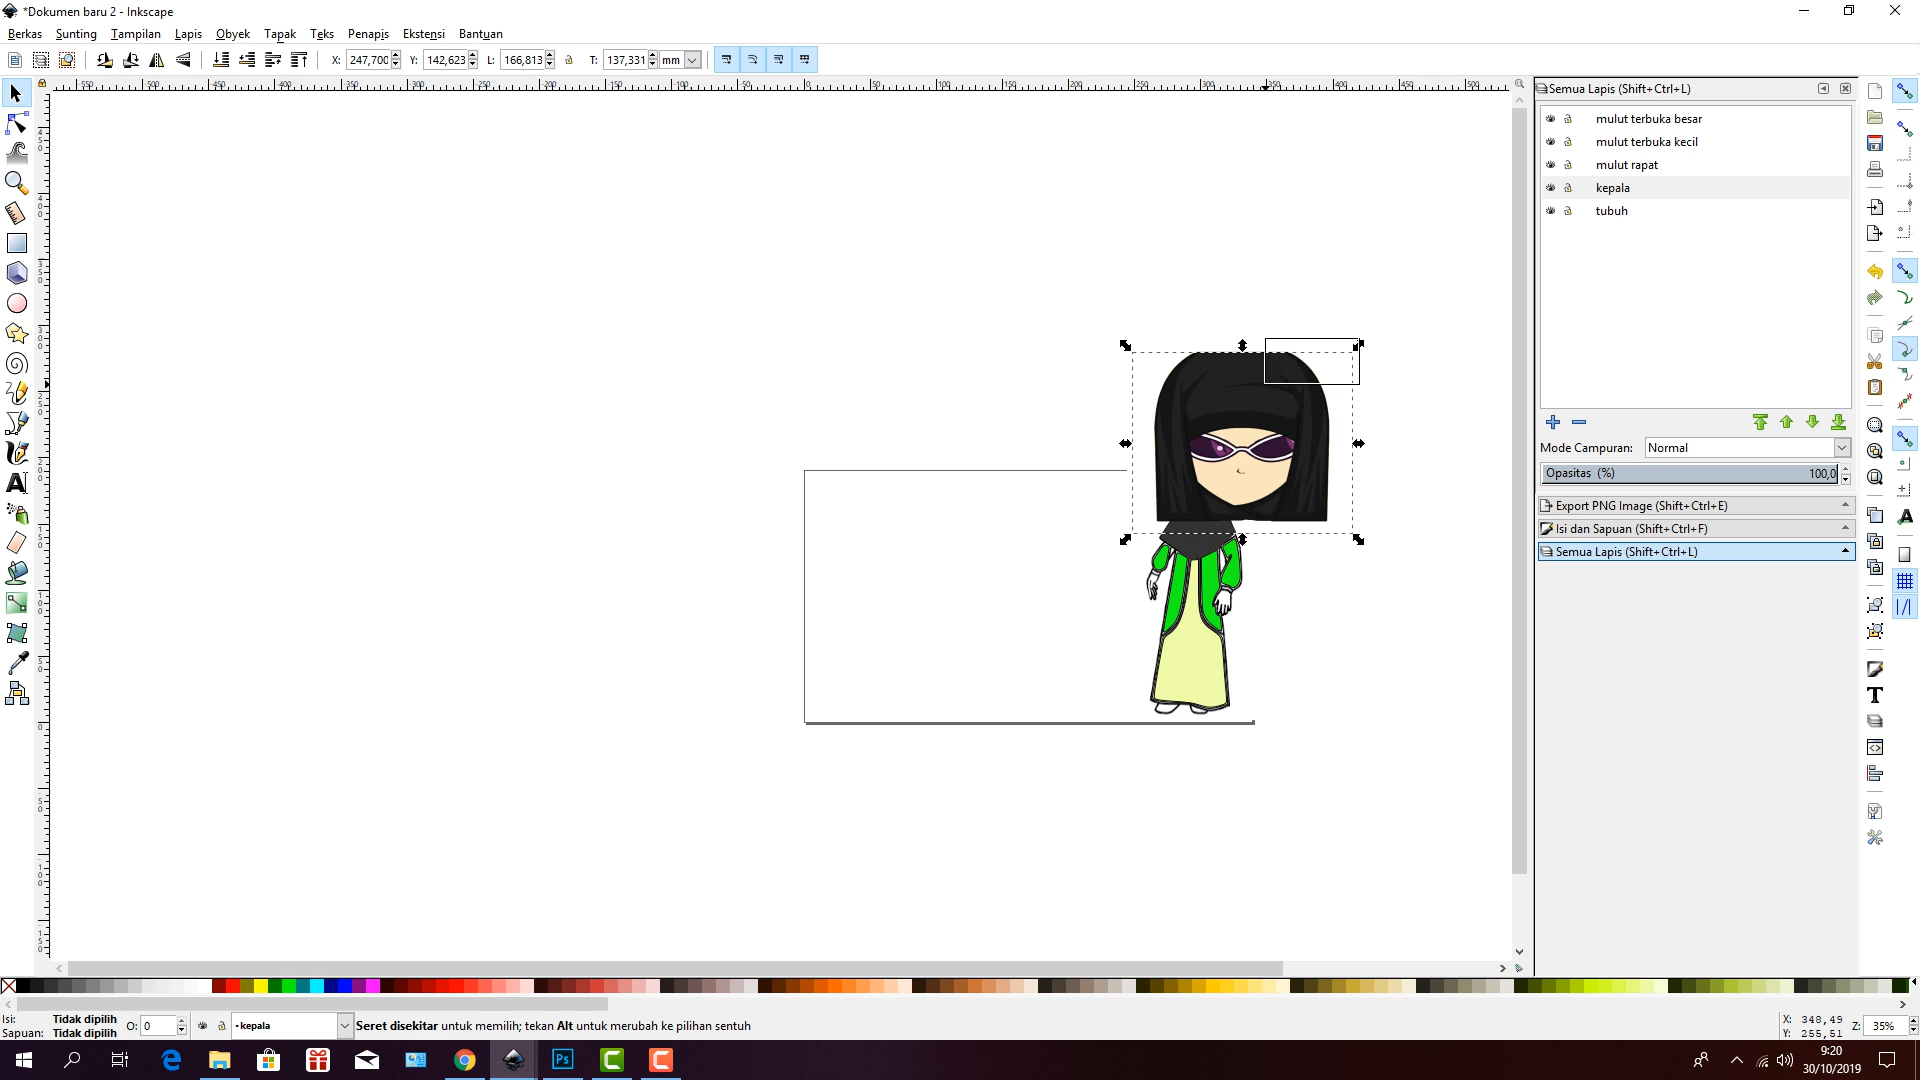 *Dokumen baru 2 - Inkscape
Berkas Sunting Tampilan Lapis Obyek Tapak Teks Penapis Ekstensi Bantuan
X: 247,700 Y: 142,623 L: 166,813 T: 137,331 mm
Semua Lapis (Shift+Ctrl+L)
mulut terbuka besar
mulut terbuka kecil
mulut rapat
kepala
tubuh
Mode Campuran: Normal
Opasitas (%) 100,0
Export PNG Image (Shift+Ctrl+E)
Isi dan Sapuan (Shift+Ctrl+F)
Semua Lapis (Shift+Ctrl+L)
Isi: Tidak dipilih
Sapuan: Tidak dipilih
O: 0
kepala
Seret disekitar untuk memilih; tekan Alt untuk merubah ke pilihan sentuh
X: 348,49
Y: 255,51
Z: 35%
Ps
9:20
30/10/2019